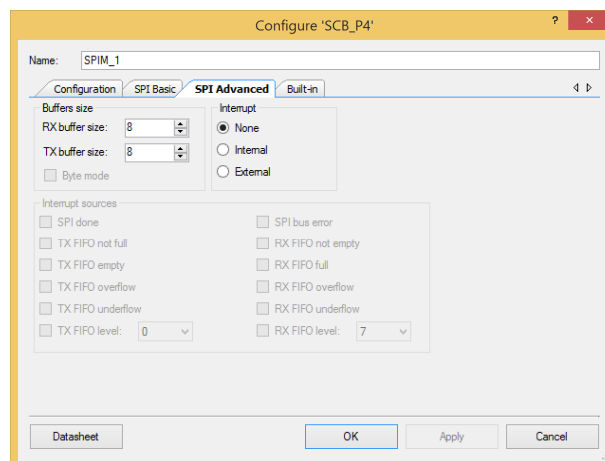 Configure 'SCB_P4'
? ×
Name: SPIM_1
Configuration SPI Basic SPI Advanced Built-in
Buffers size
RX buffer size: 8
TX buffer size: 8
Byte mode
Interrupt
None
Internal
External
Interrupt sources
SPI done SPI bus error
TX FIFO not full RX FIFO not empty
TX FIFO empty RX FIFO full
TX FIFO overflow RX FIFO overflow
TX FIFO underflow RX FIFO underflow
TX FIFO level: 0 RX FIFO level: 7
Datasheet OK Apply Cancel